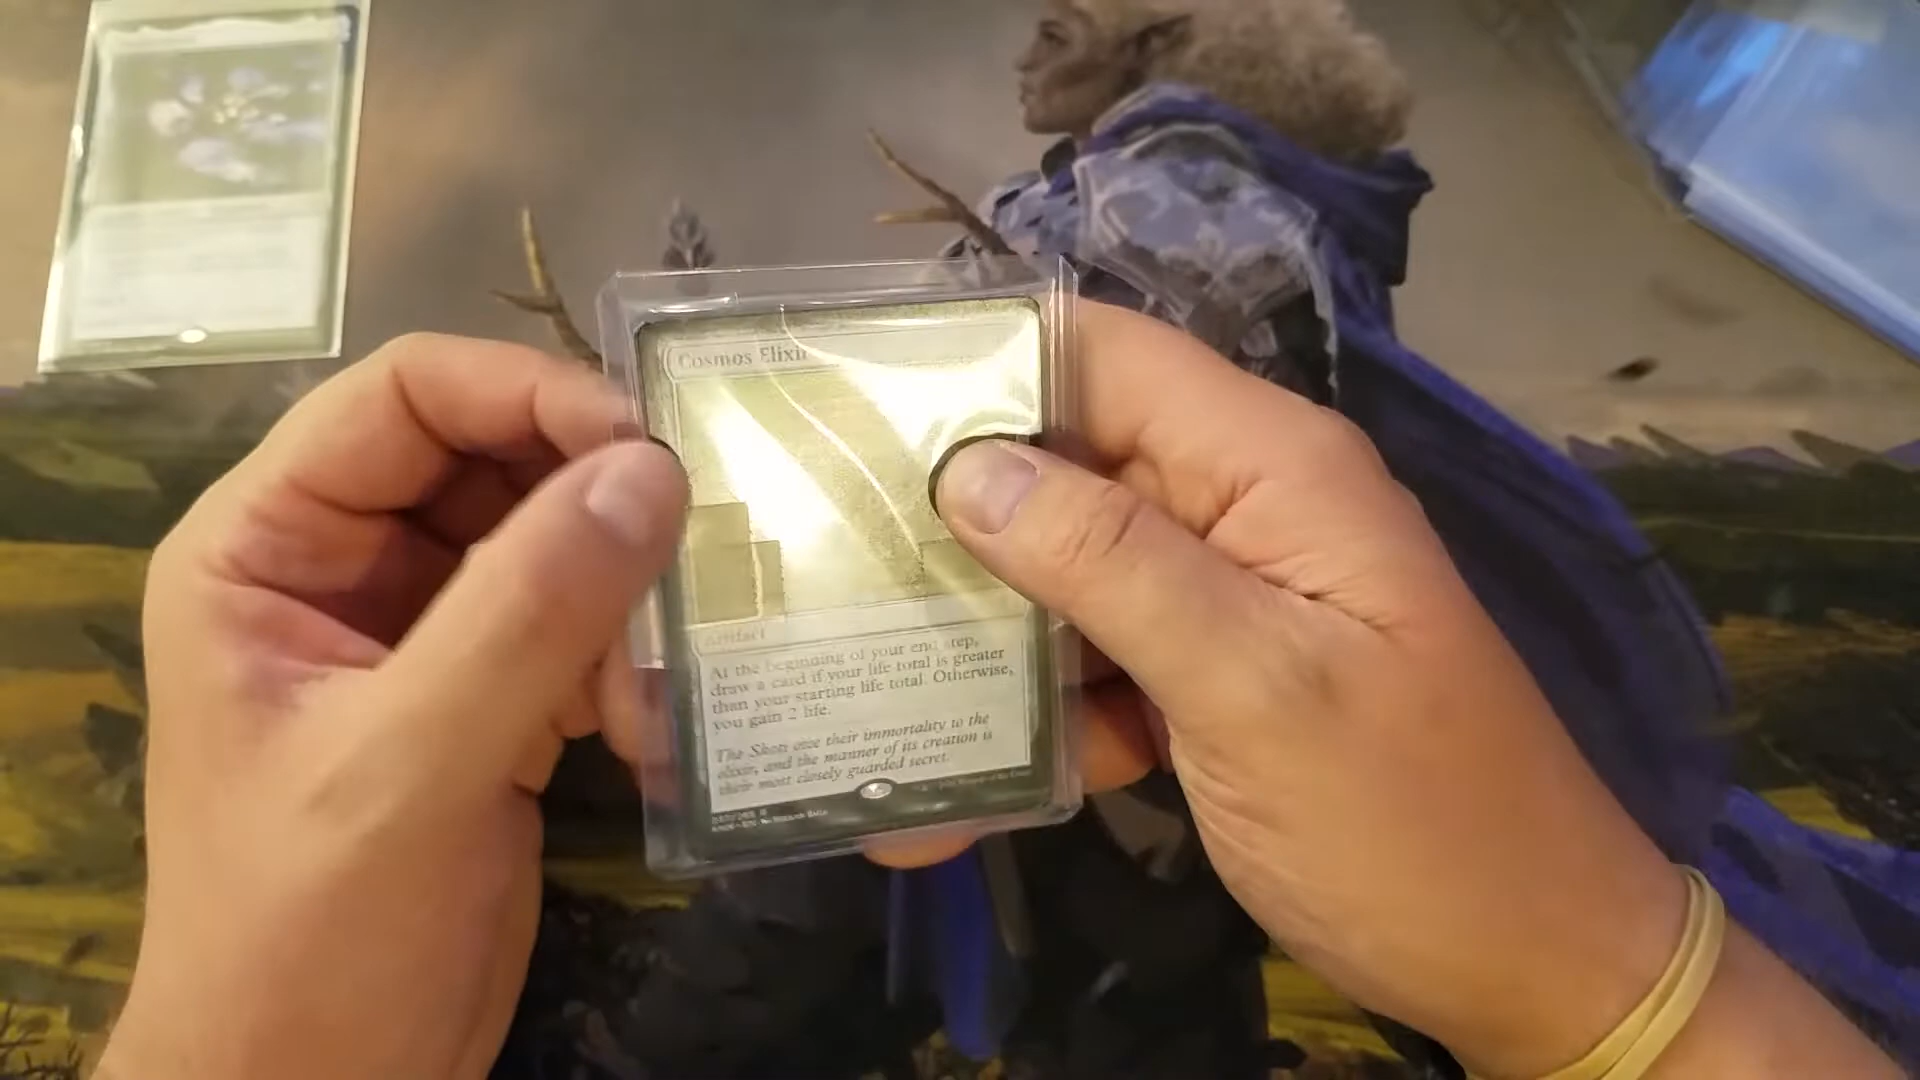 Cosmos Elixir
Artifact
At the beginning of your end step,
draw a card if your life total is greater
than your starting life total. Otherwise,
you gain 2 life.
The Skoti owe their immortality to the
elixir, and the manner of its creation is
their most closely guarded secret.